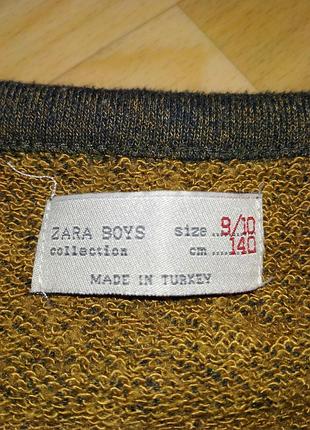 ZARA BOYS size ..9/10
collection cm ....140
MADE IN TURKEY